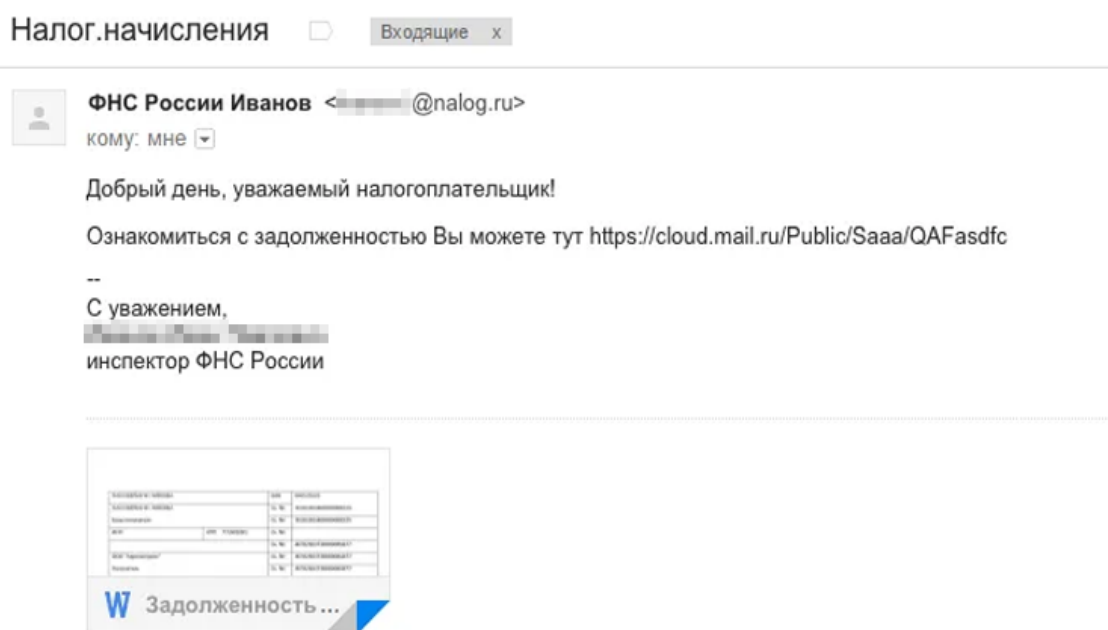 Налог.начисления
Входящие x
ФНС России Иванов < @nalog.ru>
кому: мне
Добрый день, уважаемый налогоплательщик!
Ознакомиться с задолженностью Вы можете тут https://cloud.mail.ru/Public/Saaa/QAFasdfc
--
С уважением,
инспектор ФНС России
W Задолженность ...